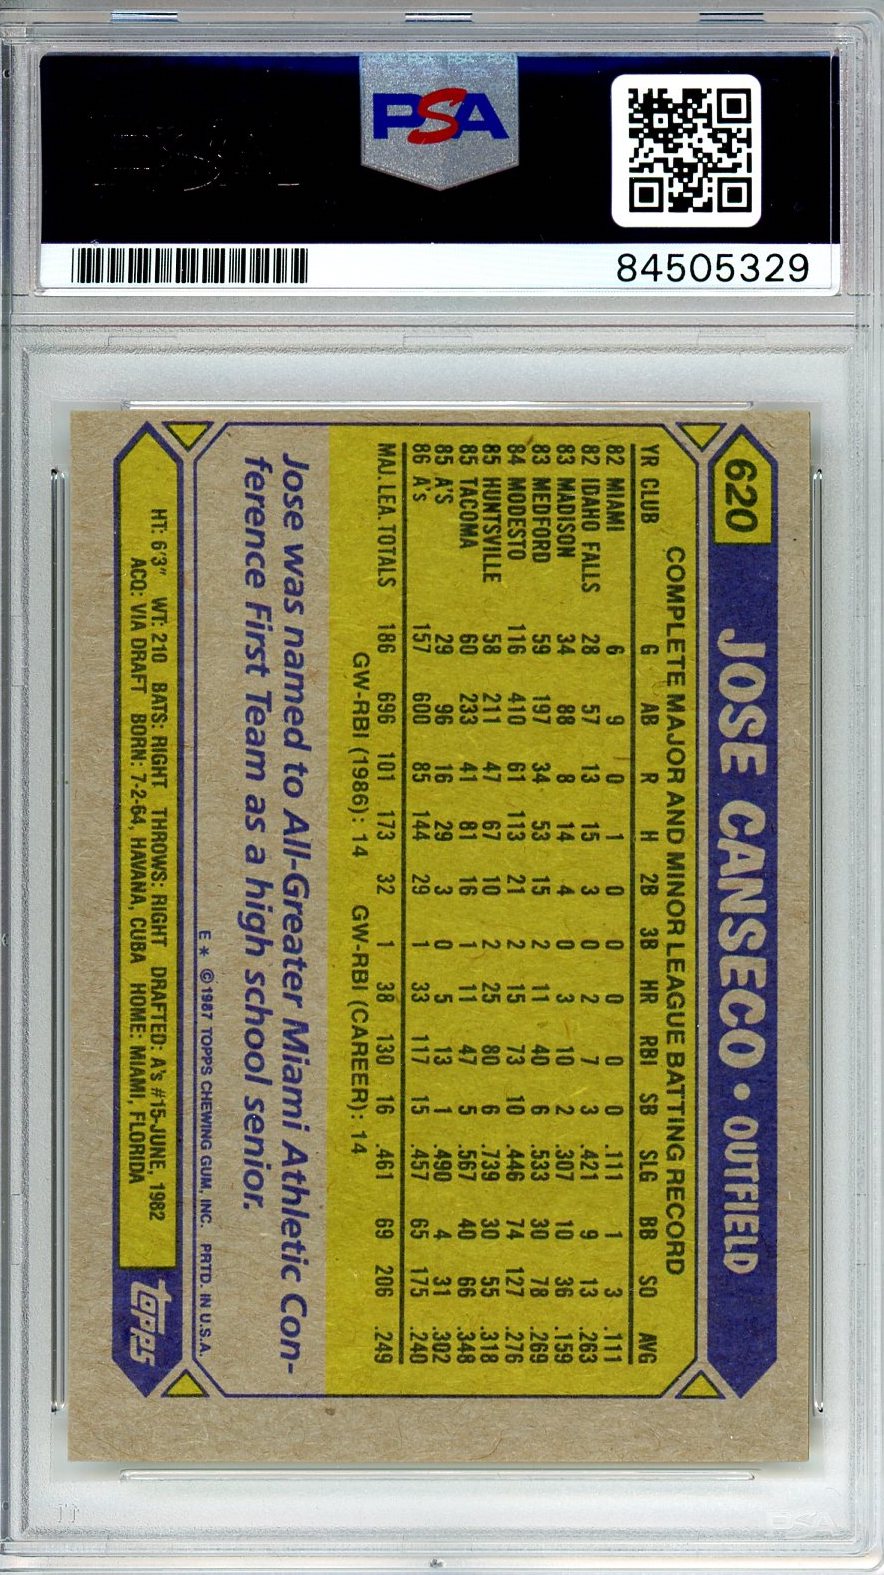 PSA
84505329
620
JOSE CANSECO • OUTFIELD
COMPLETE MAJOR AND MINOR LEAGUE BATTING RECORD
YR CLUB G AB R H 2B 3B HR RBI SB SLG BB SO AVG
82 MIAMI 6 9 0 1 0 0 0 0 0 .111 1 3 .111
82 IDAHO FALLS 28 57 13 15 3 0 2 7 3 .421 9 13 .263
83 MADISON 34 88 8 14 4 0 3 10 2 .307 10 36 .159
83 MEDFORD 59 197 34 53 15 2 11 40 6 .533 30 78 .269
84 MODESTO 116 410 61 113 21 2 15 73 10 .446 74 127 .276
85 HUNTSVILLE 58 211 47 67 10 2 25 80 6 .739 30 55 .318
85 TACOMA 60 233 41 81 16 1 11 47 5 .567 40 66 .348
85 A'S 29 96 16 29 3 0 5 13 1 .490 4 31 .302
86 A's 157 600 85 144 29 1 33 117 15 .457 65 175 .240
MAJ. LEA. TOTALS 186 696 101 173 32 1 38 130 16 .461 69 206 .249
GW-RBI (1986): 14 GW-RBI (CAREER): 14
Jose was named to All-Greater Miami Athletic Con-
ference First Team as a high school senior.
E* ©1987 TOPPS CHEWING GUM, INC. PRTD. IN U.S.A.
HT: 6'3" WT: 210 BATS: RIGHT THROWS: RIGHT DRAFTED: A's #15-JUNE, 1982
ACQ: VIA DRAFT BORN: 7-2-64, HAVANA, CUBA HOME: MIAMI, FLORIDA
topps